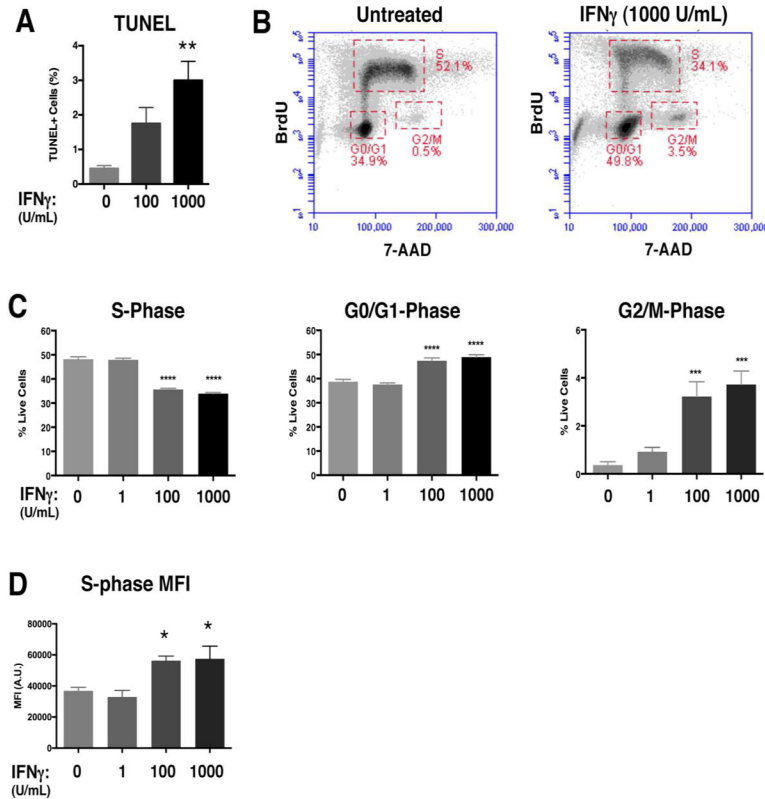 A
TUNEL
**
TUNEL+ Cells (%)
4
3
2
1
0
IFNγ:
(U/mL)
0 100 1000
B
Untreated
BrdU
S
52.1%
G0/G1
34.9%
G2/M
0.5%
10 100,000 200,000 300,000
7-AAD
IFNγ (1000 U/mL)
BrdU
S
34.1%
G0/G1
49.8%
G2/M
3.5%
10 100,000 200,000 300,000
7-AAD
C
S-Phase
% Live Cells
60
50
40
30
20
10
0
**** ****
IFNγ:
(U/mL)
0 1 100 1000
G0/G1-Phase
% Live Cells
60
50
40
30
20
10
0
**** ****
0 1 100 1000
G2/M-Phase
% Live Cells
6
4
2
0
*** ***
0 1 100 1000
D
S-phase MFI
MFI (A.U.)
80000
60000
40000
20000
0
* *
IFNγ:
(U/mL)
0 1 100 1000